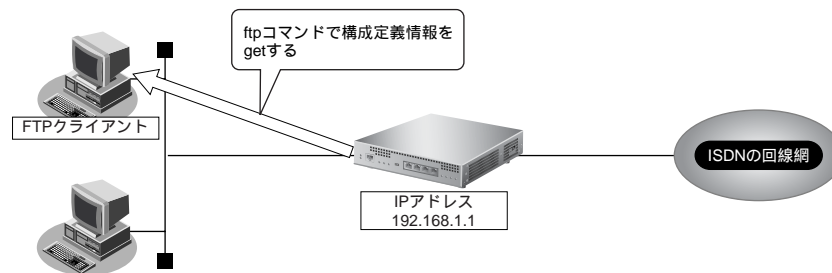 ftpコマンドで構成定義情報を
getする
FTPクライアント
ISDNの回線網
IPアドレス
192.168.1.1